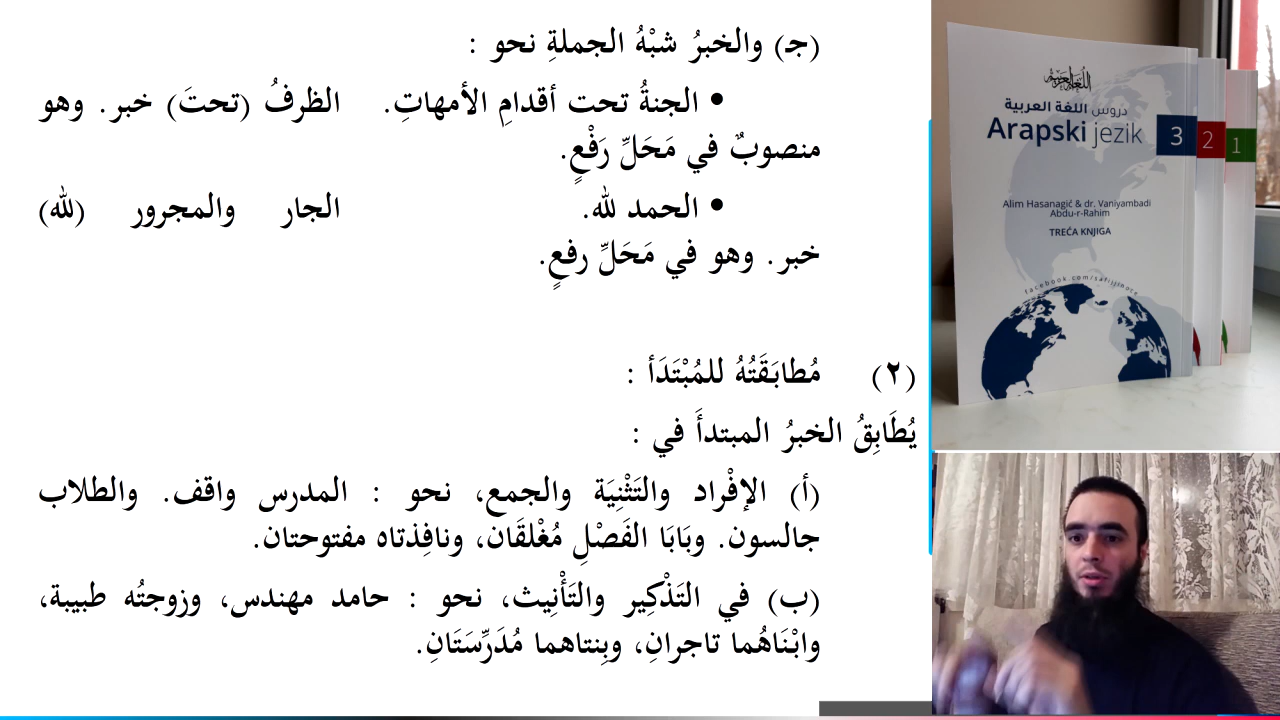 (جـ) والخبرُ شبْهُ الجملةِ نحو :
• الجنةُ تحت أقدامِ الأمهاتِ. الظرفُ (تحتَ) خبر. وهو
منصوبٌ في مَحَلِّ رَفْعٍ.
• الحمد لله. الجار والمجرور (لله)
خبر. وهو في مَحَلِّ رفعٍ.
(٢) مُطابَقَتُهُ للمُبْتَدَأ :
يُطَابِقُ الخبرُ المبتدأَ في :
(أ) الإفْراد والتَثْنِيَة والجمع، نحو : المدرس واقف. والطلاب
جالسون. وبَابَا الفَصْلِ مُغْلَقَان، ونافِذتاه مفتوحتان.
(ب) في التَذْكِير والتَأْنِيث، نحو : حامد مهندس، وزوجتُه طبيبة،
وابْنَاهُما تاجرانِ، وبِنتاهما مُدَرِّسَتَانِ.
اللغة العربية
دروس اللغة العربية
Arapski jezik
3
2
1
Alim Hasanagić & dr. Vaniyambadi
Abdu-r-Rahim
TREĆA KNJIGA